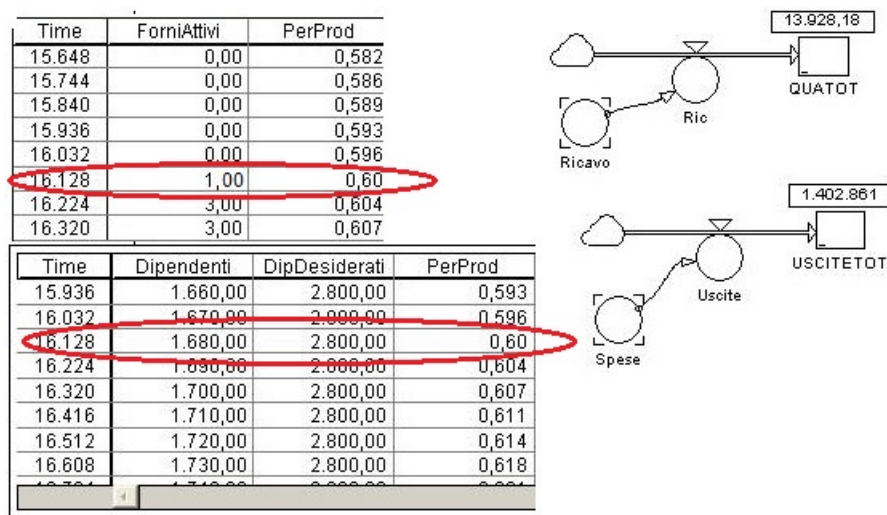 Time ForniAttivi PerProd
15.648 0,00 0,582
15.744 0,00 0,586
15.840 0,00 0,589
15.936 0,00 0,593
16.032 0,00 0,596
16.128 1,00 0,60
16.224 3,00 0,604
16.320 3,00 0,607
Time Dipendenti DipDesiderati PerProd
15.936 1.660,00 2.800,00 0,593
16.032 1.670,00 2.800,00 0,596
16.128 1.680,00 2.800,00 0,60
16.224 1.690,00 2.800,00 0,604
16.320 1.700,00 2.800,00 0,607
16.416 1.710,00 2.800,00 0,611
16.512 1.720,00 2.800,00 0,614
16.608 1.730,00 2.800,00 0,618
13.928,18
QUATOT
Ric
Ricavo
1.402.861
USCITETOT
Uscite
Spese